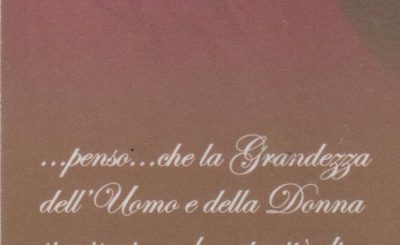 ...penso...che la Grandezza
dell'Uomo e della Donna